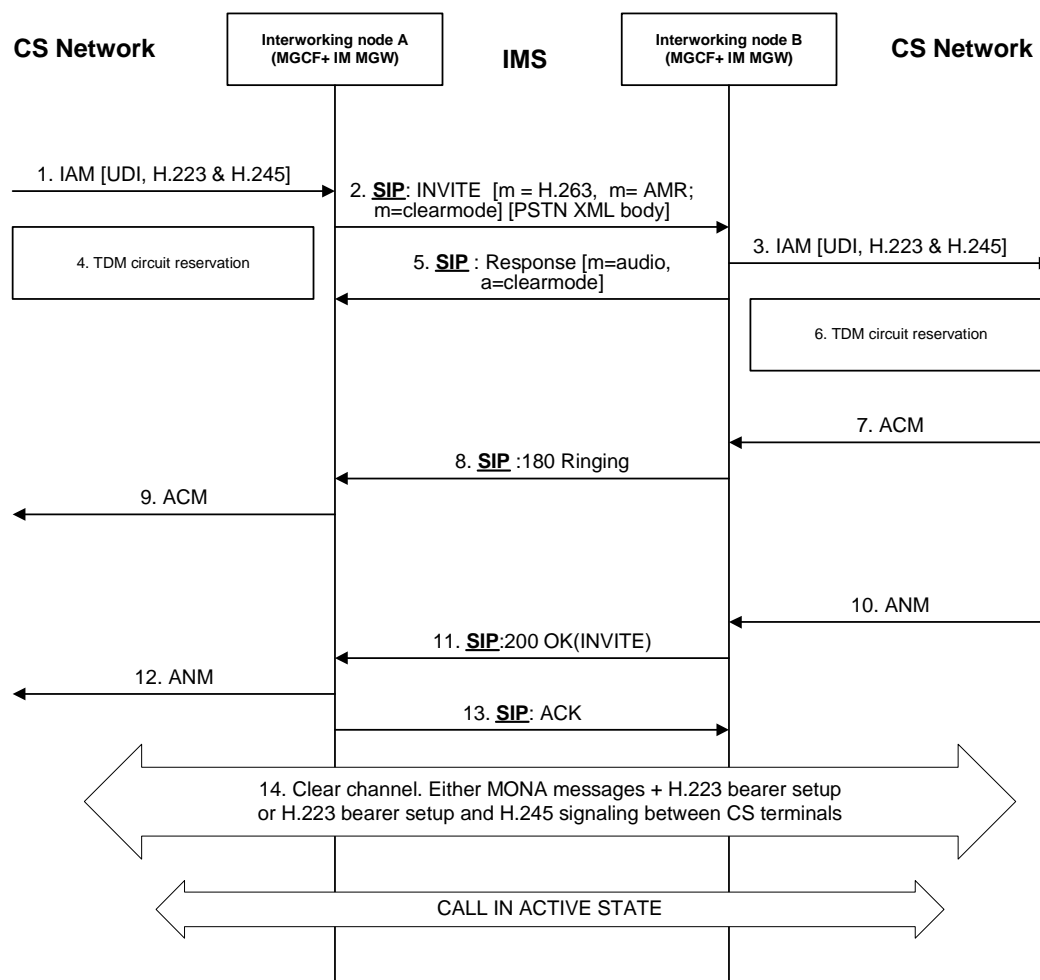 CS Network
Interworking node A
(MGCF+ IM MGW)
IMS
Interworking node B
(MGCF+ IM MGW)
CS Network
1. IAM [UDI, H.223 & H.245]
2. SIP: INVITE [m = H.263, m= AMR;
m=clearmode] [PSTN XML body]
3. IAM [UDI, H.223 & H.245]
4. TDM circuit reservation
5. SIP : Response [m=audio,
a=clearmode]
6. TDM circuit reservation
7. ACM
8. SIP :180 Ringing
9. ACM
10. ANM
11. SIP:200 OK(INVITE)
12. ANM
13. SIP: ACK
14. Clear channel. Either MONA messages + H.223 bearer setup
or H.223 bearer setup and H.245 signaling between CS terminals
CALL IN ACTIVE STATE